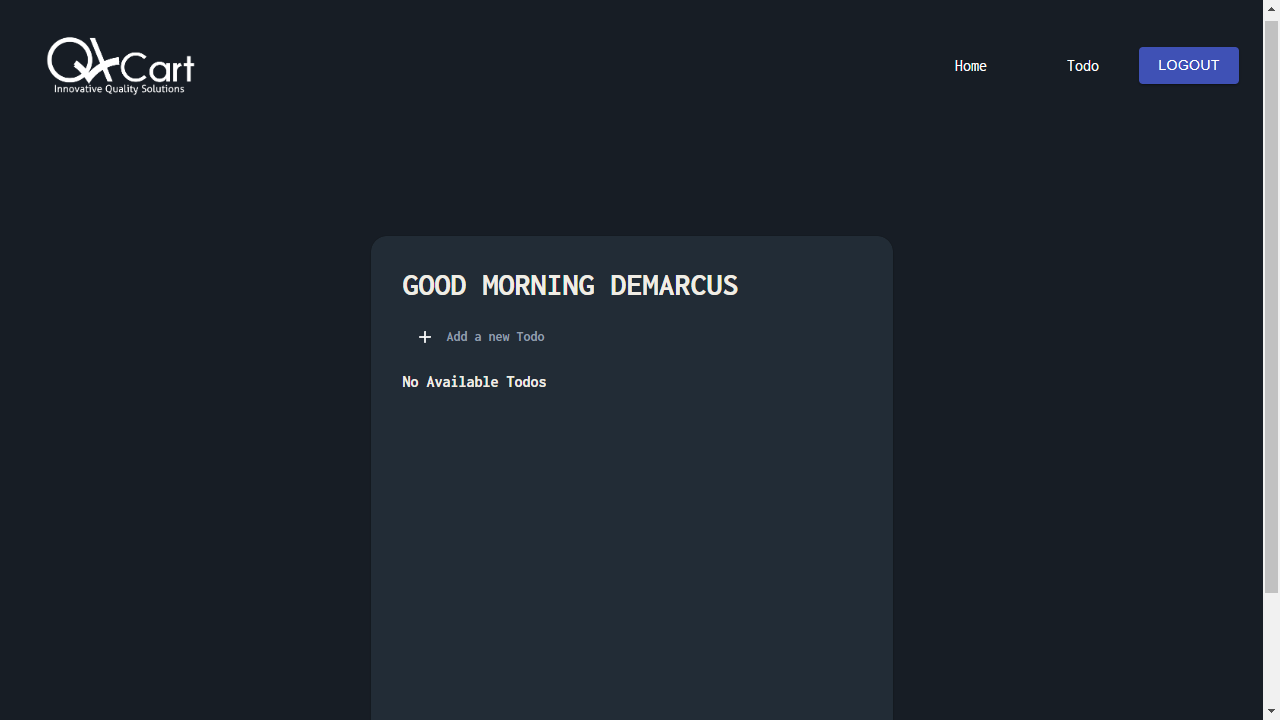 QACart
Innovative Quality Solutions
Home
Todo
LOGOUT
GOOD MORNING DEMARCUS
Add a new Todo
No Available Todos